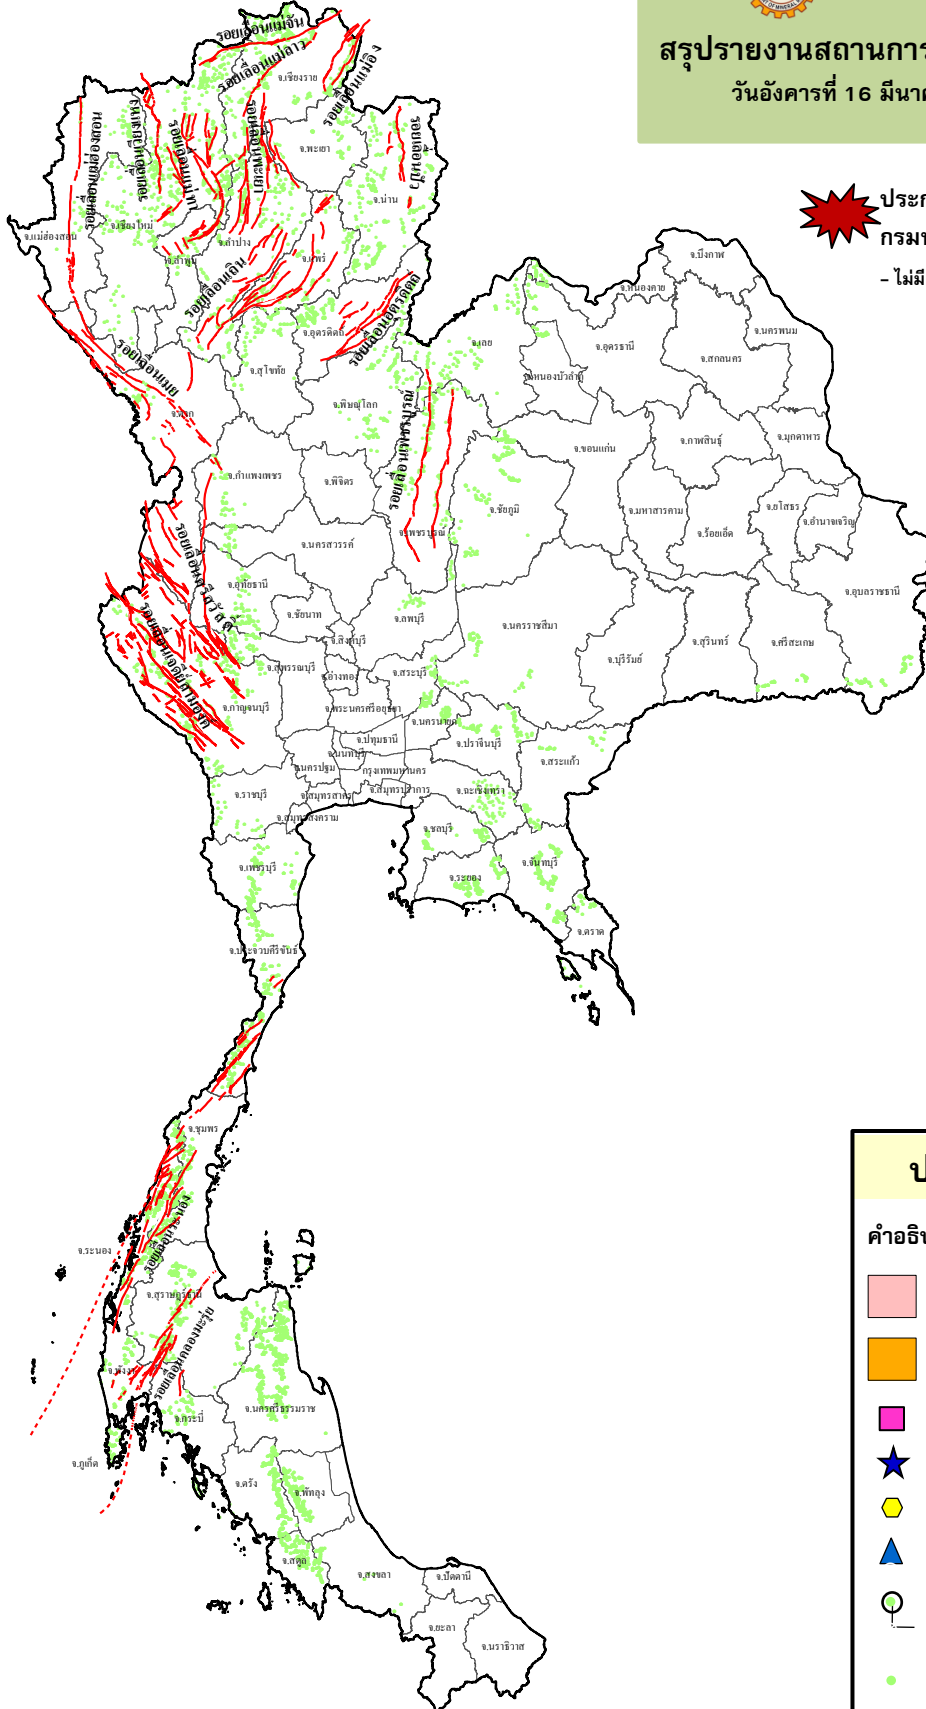 สรุปรายงานสถานการ
วันอังคารที่ 16 มีนาค
ประก
กรมท
- ไม่มี
รอยเลื่อนแม่จัน
รอยเลื่อนแม่ลาว
จ.เชียงราย
รอยเลื่อนแม่อิง
รอยเลื่อนแม่ฮ่องสอน
รอยเลื่อนแม่ทา
รอยเลื่อนพะเยา
รอยเลื่อนปัว
จ.พะเยา
จ.น่าน
จ.แม่ฮ่องสอน
จ.เชียงใหม่
จ.ลำปาง
จ.ลำพูน
จ.แพร่
รอยเลื่อนเถิน
จ.อุตรดิตถ์
รอยเลื่อนอุตรดิตถ์
จ.บึงกาฬ
จ.หนองคาย
จ.นครพนม
จ.เลย
จ.อุดรธานี
จ.สกลนคร
รอยเลื่อนเมย
จ.สุโขทัย
จ.หนองบัวลำภู
จ.ตาก
จ.พิษณุโลก
รอยเลื่อนเพชรบูรณ์
จ.ขอนแก่น
จ.กาฬสินธุ์
จ.มุกดาหาร
จ.กำแพงเพชร
จ.พิจิตร
จ.ชัยภูมิ
จ.มหาสารคาม
จ.ยโสธร
จ.อำนาจเจริญ
จ.ร้อยเอ็ด
จ.เพชรบูรณ์
จ.นครสวรรค์
รอยเลื่อนศรีสวัสดิ์
จ.อุทัยธานี
จ.อุบลราชธานี
จ.ชัยนาท
จ.ลพบุรี
จ.นครราชสีมา
จ.สิงห์บุรี
จ.สุรินทร์
จ.ศรีสะเกษ
จ.บุรีรัมย์
รอยเลื่อนเจดีย์สามองค์
จ.สุพรรณบุรี
จ.อ่างทอง
จ.สระบุรี
จ.กาญจนบุรี
จ.พระนครศรีอยุธยา
จ.นครนายก
จ.ปทุมธานี
จ.ปราจีนบุรี
จ.นนทบุรี
จ.สระแก้ว
จ.นครปฐม
กรุงเทพมหานคร
จ.ราชบุรี
จ.สมุทรสาคร
จ.สมุทรปราการ
จ.ฉะเชิงเทรา
จ.สมุทรสงคราม
จ.ชลบุรี
จ.เพชรบุรี
จ.ระยอง
จ.จันทบุรี
จ.ตราด
จ.ประจวบคีรีขันธ์
จ.ชุมพร
ป
รอยเลื่อนระนอง
คำอธิบ
จ.ระนอง
จ.สุราษฎร์ธานี
รอยเลื่อนคลองมะรุ่ย
จ.พังงา
จ.กระบี่
จ.นครศรีธรรมราช
จ.ภูเก็ต
จ.ตรัง
จ.พัทลุง
จ.สตูล
จ.สงขลา
จ.ปัตตานี
จ.ยะลา
จ.นราธิวาส